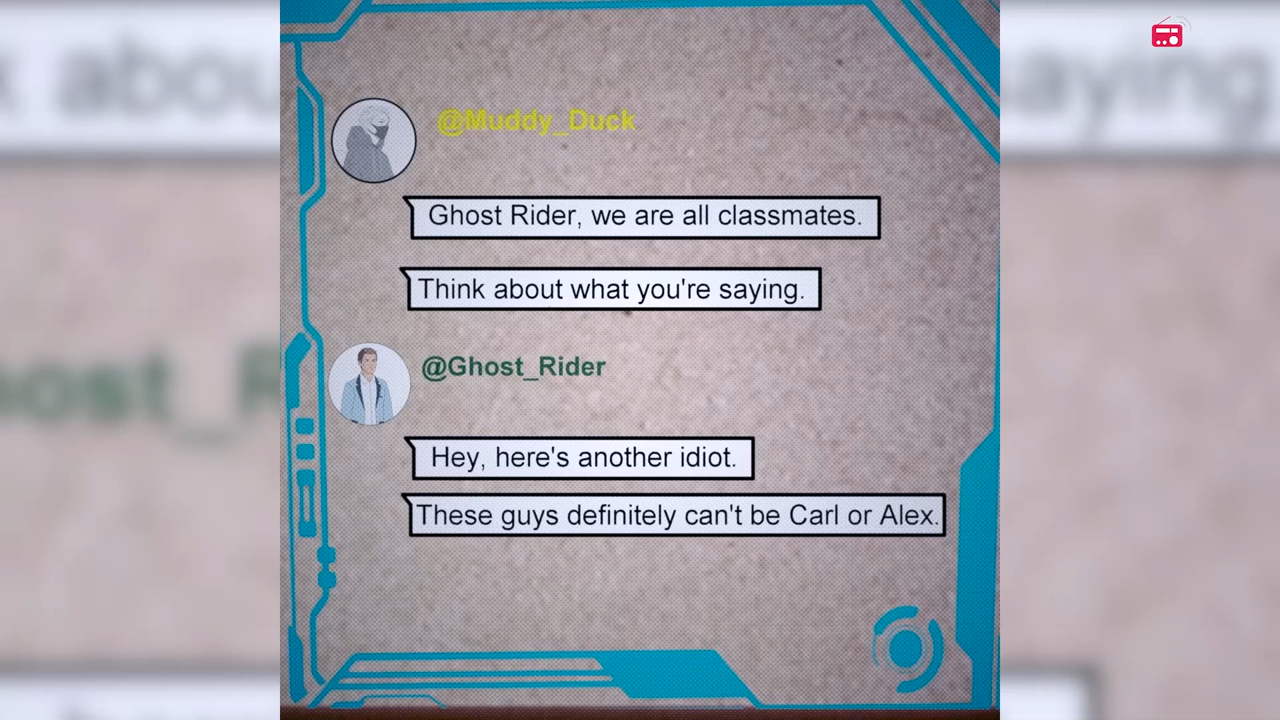 @Muddy_Duck
Ghost Rider, we are all classmates.
Think about what you're saying.
@Ghost_Rider
Hey, here's another idiot.
These guys definitely can't be Carl or Alex.